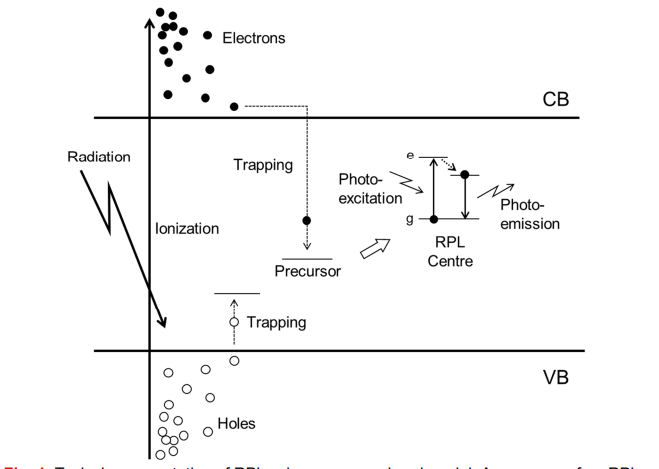 Electrons
CB
Radiation
Trapping
Photo-
excitation
e
g
Photo-
emission
Ionization
RPL
Centre
Precursor
Trapping
VB
Holes